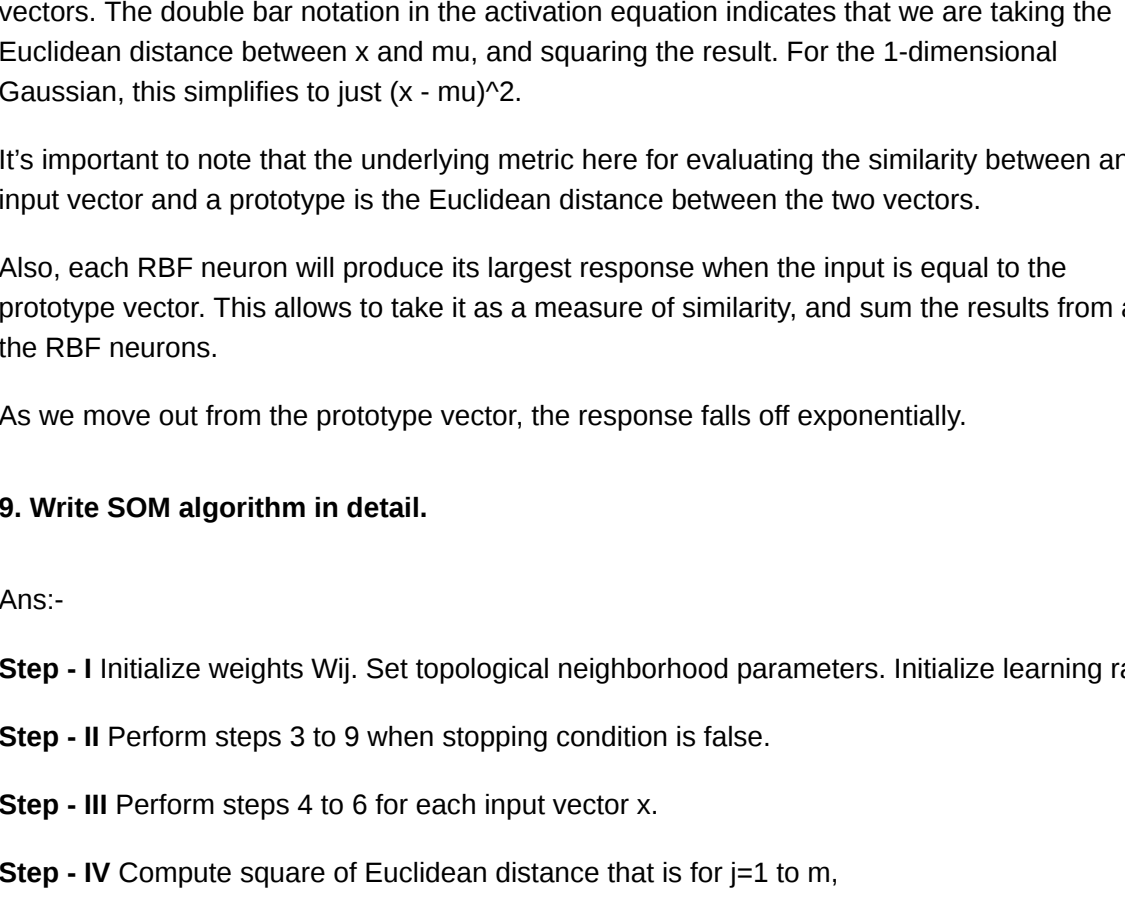 vectors. The double bar notation in the activation equation indicates that we are taking the
Euclidean distance between x and mu, and squaring the result. For the 1-dimensional
Gaussian, this simplifies to just (x - mu)^2.
It’s important to note that the underlying metric here for evaluating the similarity between
input vector and a prototype is the Euclidean distance between the two vectors.
Also, each RBF neuron will produce its largest response when the input is equal to the
prototype vector. This allows to take it as a measure of similarity, and sum the results from
the RBF neurons.
As we move out from the prototype vector, the response falls off exponentially.
9. Write SOM algorithm in detail.
Ans:-
Step - I Initialize weights Wij. Set topological neighborhood parameters. Initialize learning
Step - II Perform steps 3 to 9 when stopping condition is false.
Step - III Perform steps 4 to 6 for each input vector x.
Step - IV Compute square of Euclidean distance that is for j=1 to m,